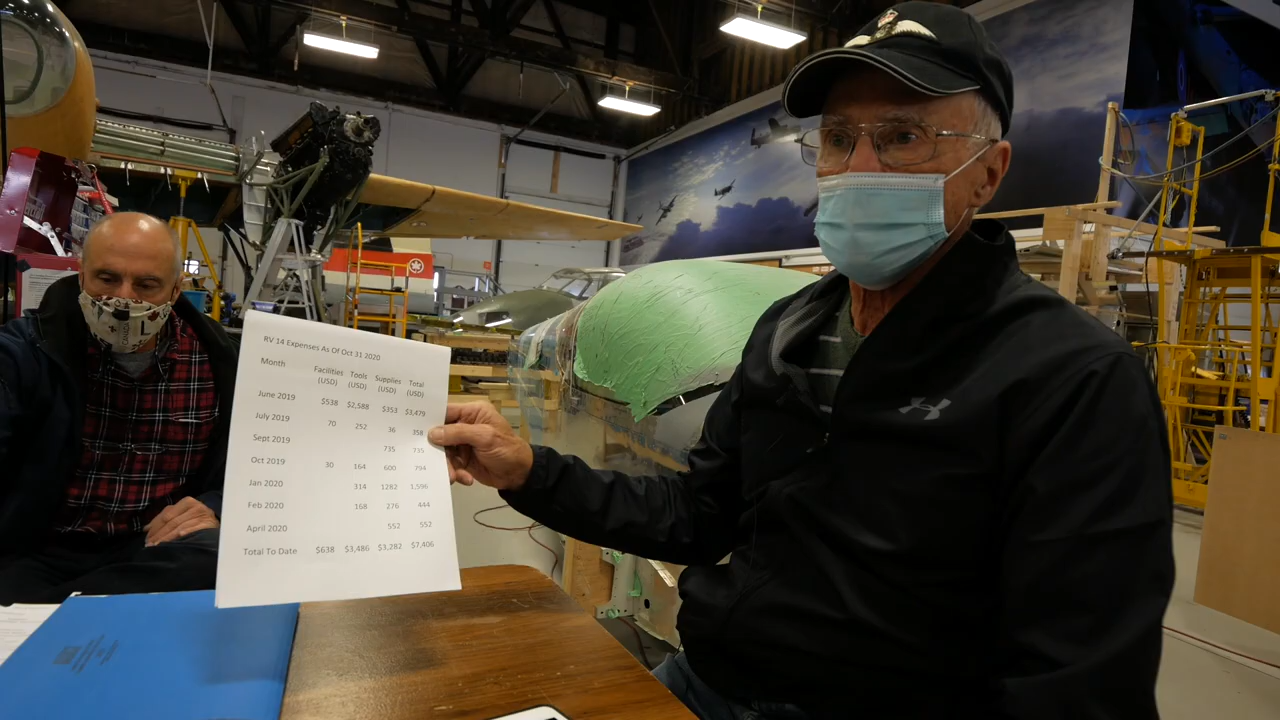 RV 14 Expenses As Of Oct 31 2020
Month Facilities (USD) Tools (USD) Supplies (USD) Total (USD)
June 2019 $538 $2,588 $353 $3,479
July 2019 70 252 36 358
Sept 2019 735 735
Oct 2019 30 164 600 794
Jan 2020 314 1282 1,596
Feb 2020 168 276 444
April 2020 552 552
Total To Date $638 $3,486 $3,282 $7,406